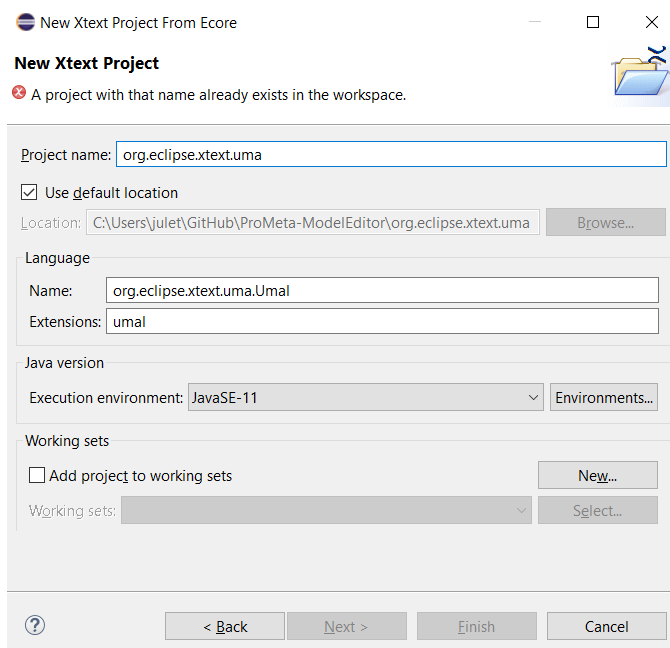 New Xtext Project From Ecore
New Xtext Project
A project with that name already exists in the workspace.
Project name: org.eclipse.xtext.uma
Use default location
Location: C:\Users\julet\GitHub\ProMeta-ModelEditor\org.eclipse.xtext.uma Browse...
Language
Name: org.eclipse.xtext.uma.Umal
Extensions: umal
Java version
Execution environment: JavaSE-11 Environments...
Working sets
Add project to working sets New...
Working sets: Select...
? < Back Next > Finish Cancel